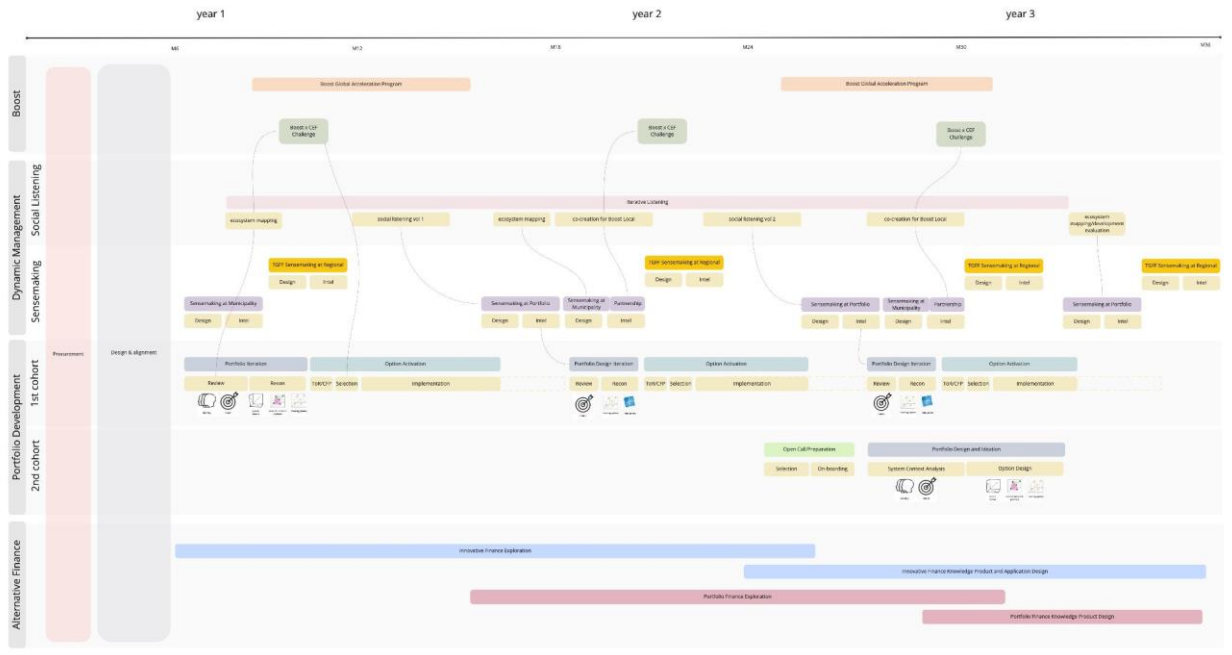 year 1
year 2
year 3
M6
M12
M18
M24
M30
M36
Boost
Boost Global Acceleration Program
Boost Global Acceleration Program
Boost x CEF
Challenge
Boost x CEF
Challenge
Boost x CEF
Challenge
Dynamic Management
Social Listening
Iterative Listening
ecosystem mapping
social listening vol 1
ecosystem mapping
co-creation for Boost Local
social listening vol 2
co-creation for Boost Local
ecosystem
mapping/development
evaluation
Sensemaking
Sensemaking at Regional
Sensemaking at Regional
Sensemaking at Regional
Sensemaking at Regional
Design
Intel
Design
Intel
Design
Intel
Sensemaking at Municipality
Sensemaking at Portfolio
Sensemaking at
Municipality
Partnership
Sensemaking at Portfolio
Sensemaking at
Municipality
Partnership
Sensemaking at Portfolio
Design
Intel
Design
Intel
Design
Intel
Design
Intel
Design
Intel
Design
Intel
Procurement
Design & alignment
Portfolio Development
1st cohort
Portfolio Iteration
Option Activation
Portfolio Design Iteration
Option Activation
Portfolio Design Iteration
Option Activation
Review
Recon
ToR/CFP
Selection
Implementation
Review
Recon
ToR/CFP
Selection
Implementation
Review
Recon
ToR/CFP
Selection
Implementation
2nd cohort
Open Call Preparation
Portfolio Design and Ideation
Selection
On-boarding
System Context Analysis
Option Design
Alternative Finance
Innovative Finance Exploration
Innovative Finance Knowledge Product and Application Design
Portfolio Finance Exploration
Portfolio Finance Knowledge Product Design